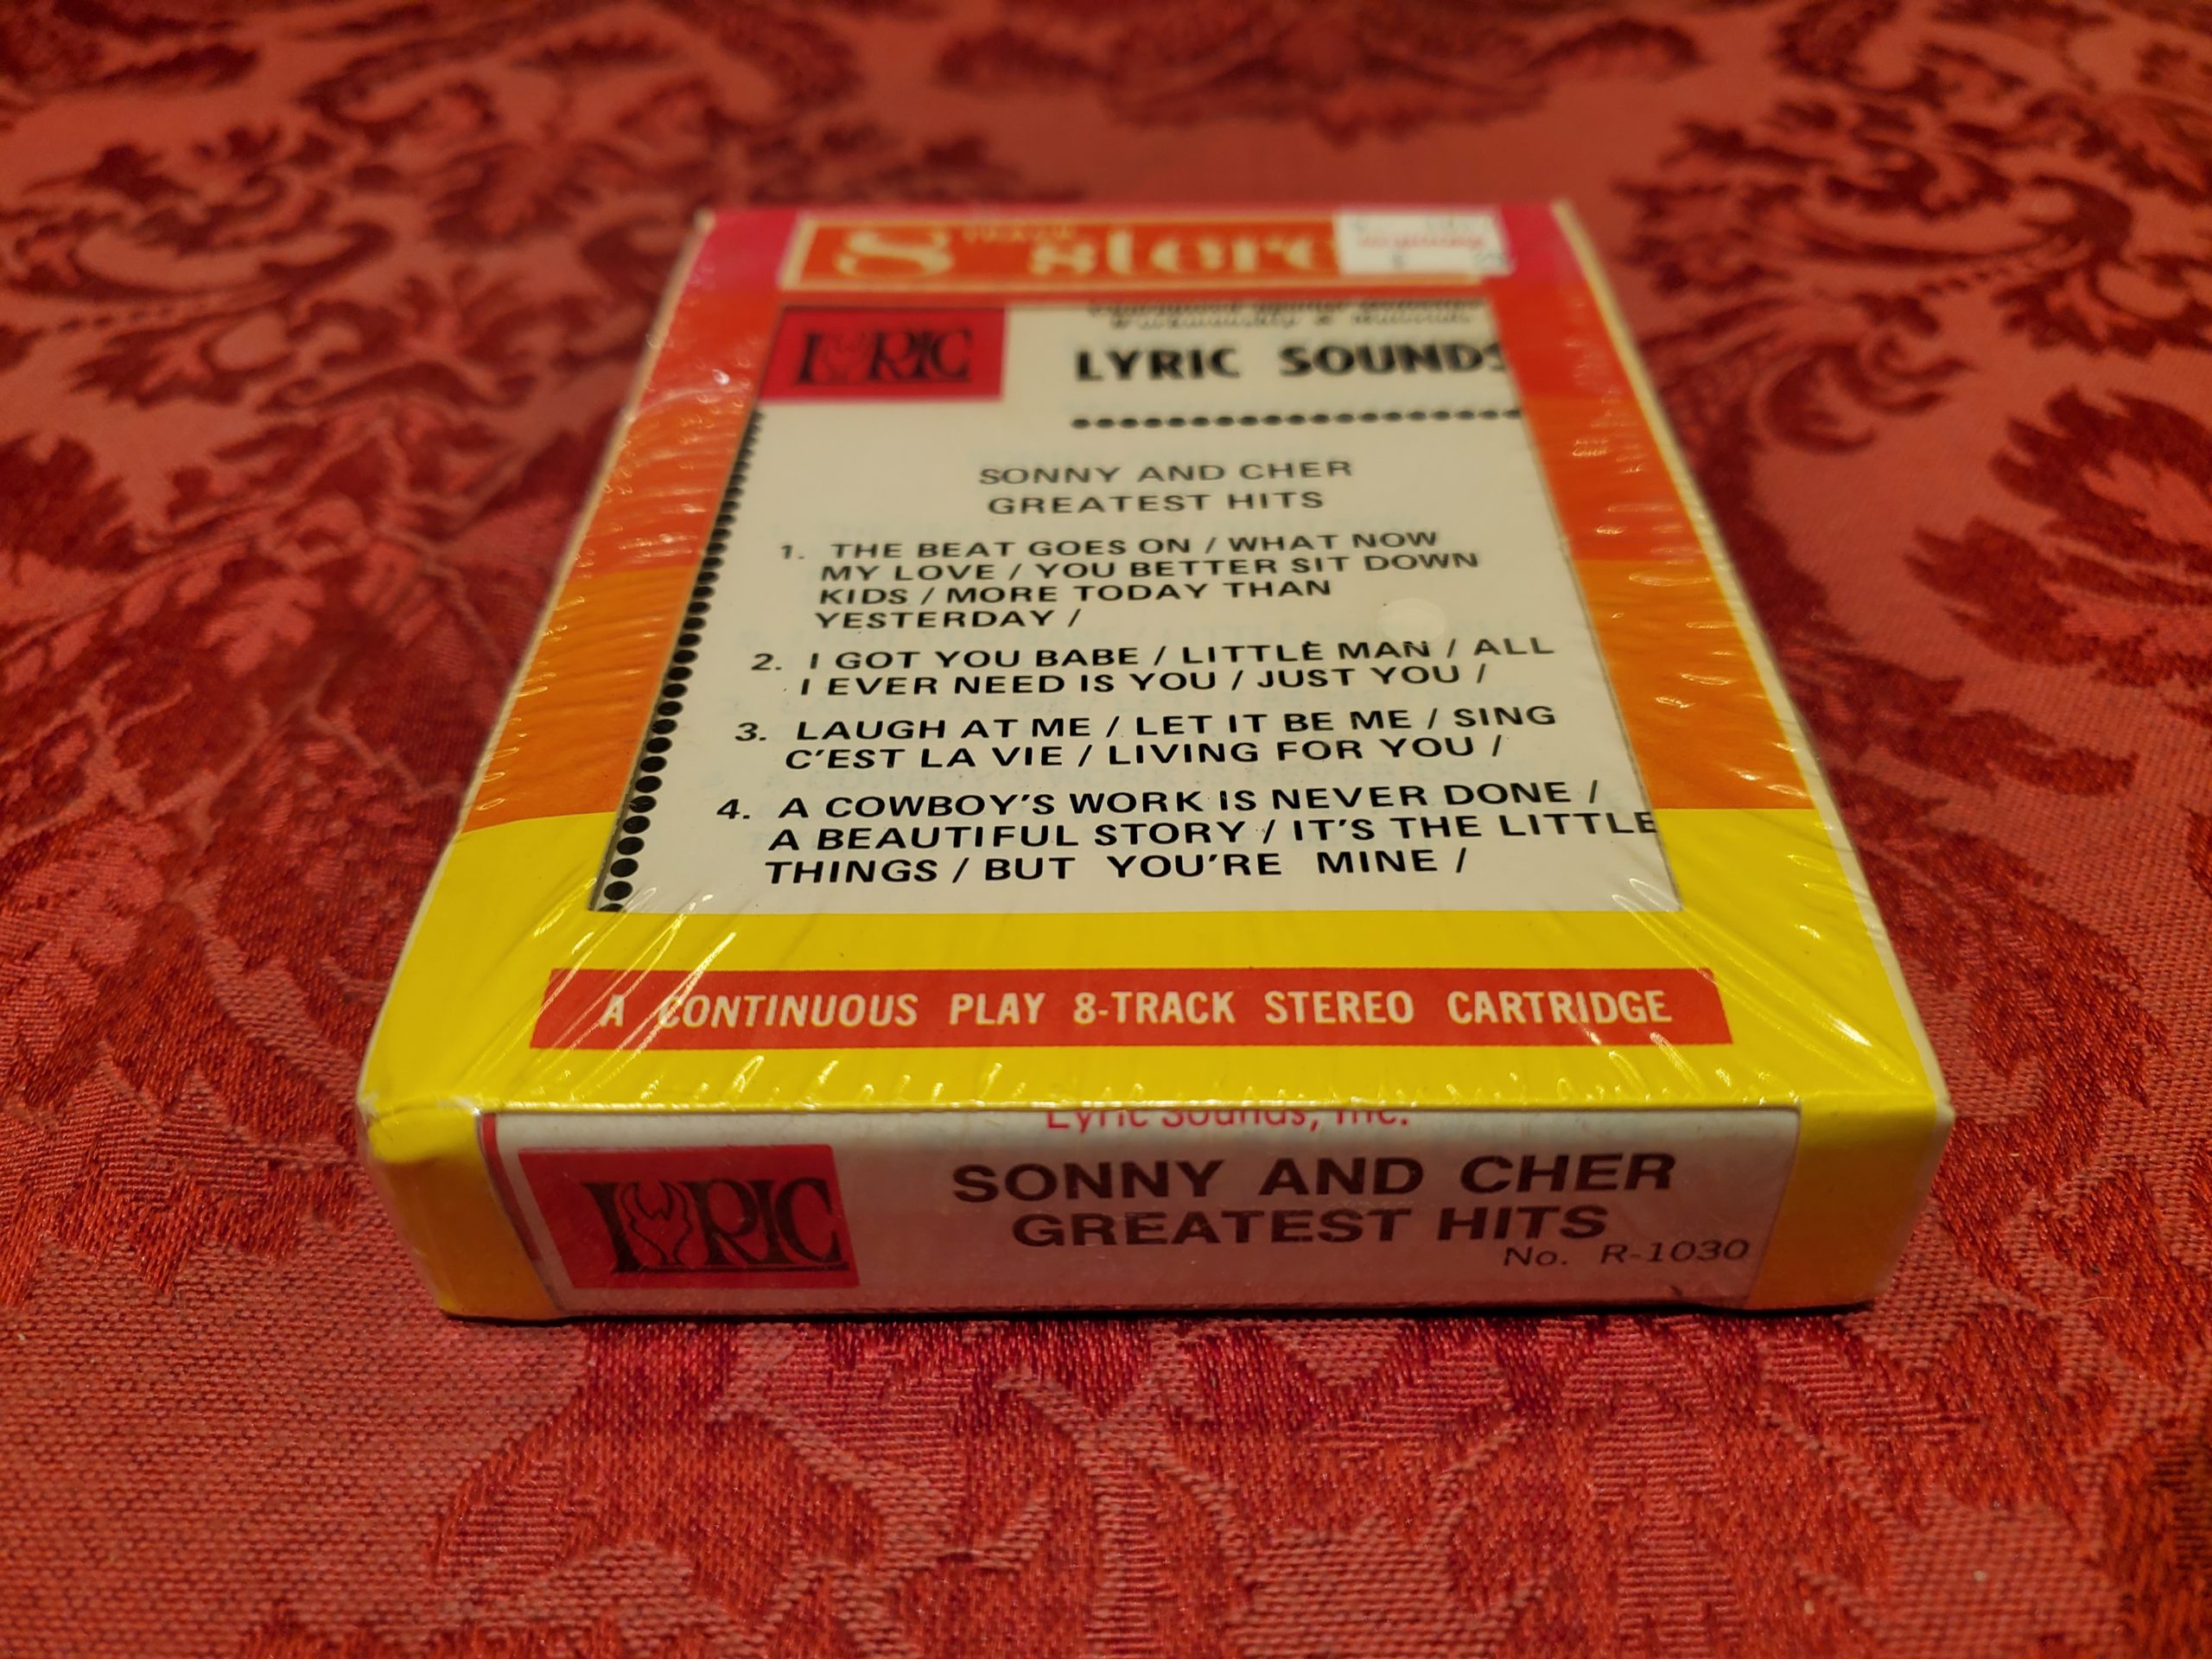 8 TRACK stereo
LYRIC
LYRIC SOUNDS
SONNY AND CHER
GREATEST HITS
1. THE BEAT GOES ON / WHAT NOW
MY LOVE / YOU BETTER SIT DOWN
KIDS / MORE TODAY THAN
YESTERDAY /
2. I GOT YOU BABE / LITTLE MAN / ALL
I EVER NEED IS YOU / JUST YOU /
3. LAUGH AT ME / LET IT BE ME / SING
C'EST LA VIE / LIVING FOR YOU /
4. A COWBOY'S WORK IS NEVER DONE /
A BEAUTIFUL STORY / IT'S THE LITTLE
THINGS / BUT YOU'RE MINE /
A CONTINUOUS PLAY 8-TRACK STEREO CARTRIDGE
Lyric Sounds, Inc.
LYRIC
SONNY AND CHER
GREATEST HITS
No. R-1030